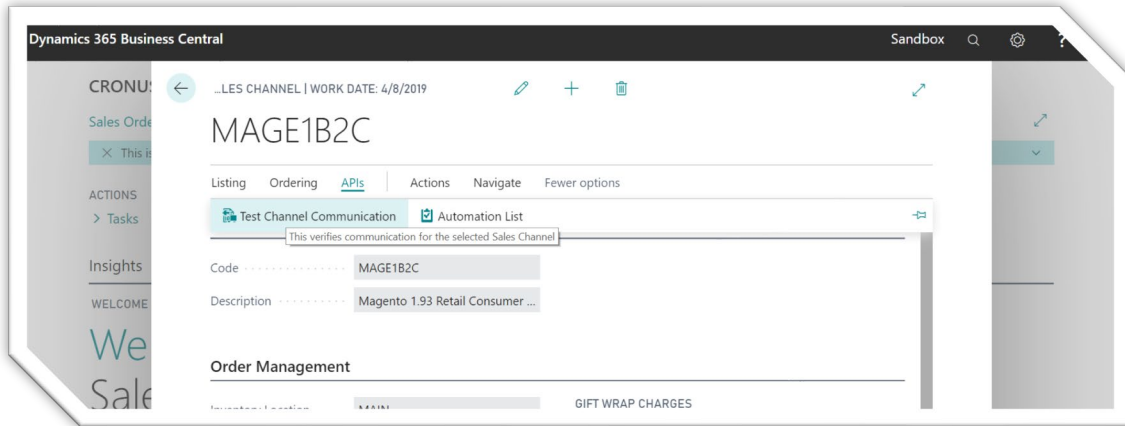 Dynamics 365 Business Central
Sandbox
?
CRONUS
...LES CHANNEL | WORK DATE: 4/8/2019
MAGE1B2C
Sales Orde
This is
Listing Ordering APIs Actions Navigate Fewer options
ACTIONS
Test Channel Communication Automation List
> Tasks
This verifies communication for the selected Sales Channel
Insights
Code MAGE1B2C
WELCOME
Description Magento 1.93 Retail Consumer ...
We
Order Management
Sale
MAIN
GIFT WRAP CHARGES